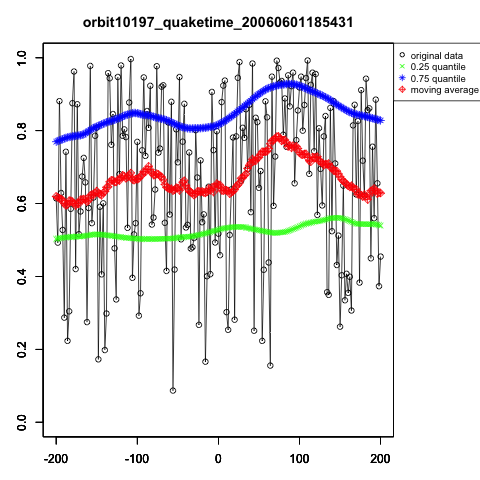 orbit10197_quaketime_20060601185431
original data
0.25 quantile
0.75 quantile
moving average
1.0
0.8
0.6
0.4
0.2
0.0
-200 -100 0 100 200